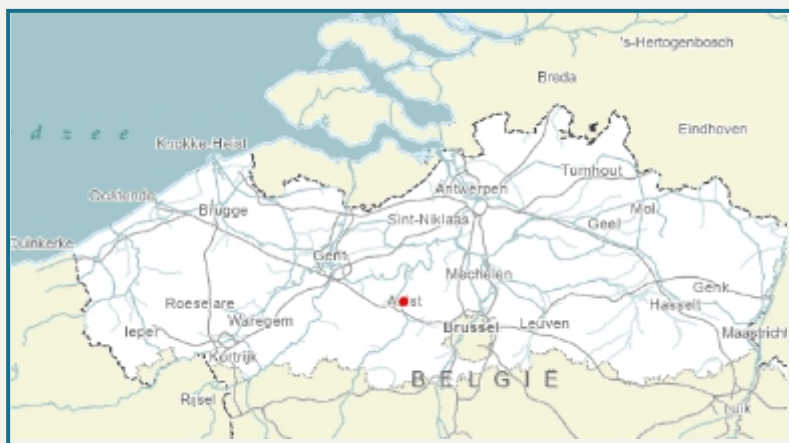 's-Hertogenbosch
Breda
dzee
Eindhoven
Knokke-Heist
Turnhout
Antwerpen
Oostende
Mol
Brugge
Sint-Niklaas
Geel
Duinkerke
Gent
Mechelen
Genk
Roeselare
Aalst
Hasselt
Waregem
Brussel
Leuven
Ieper
Maastricht
Kortrijk
BELGIË
Rijsel
Luik